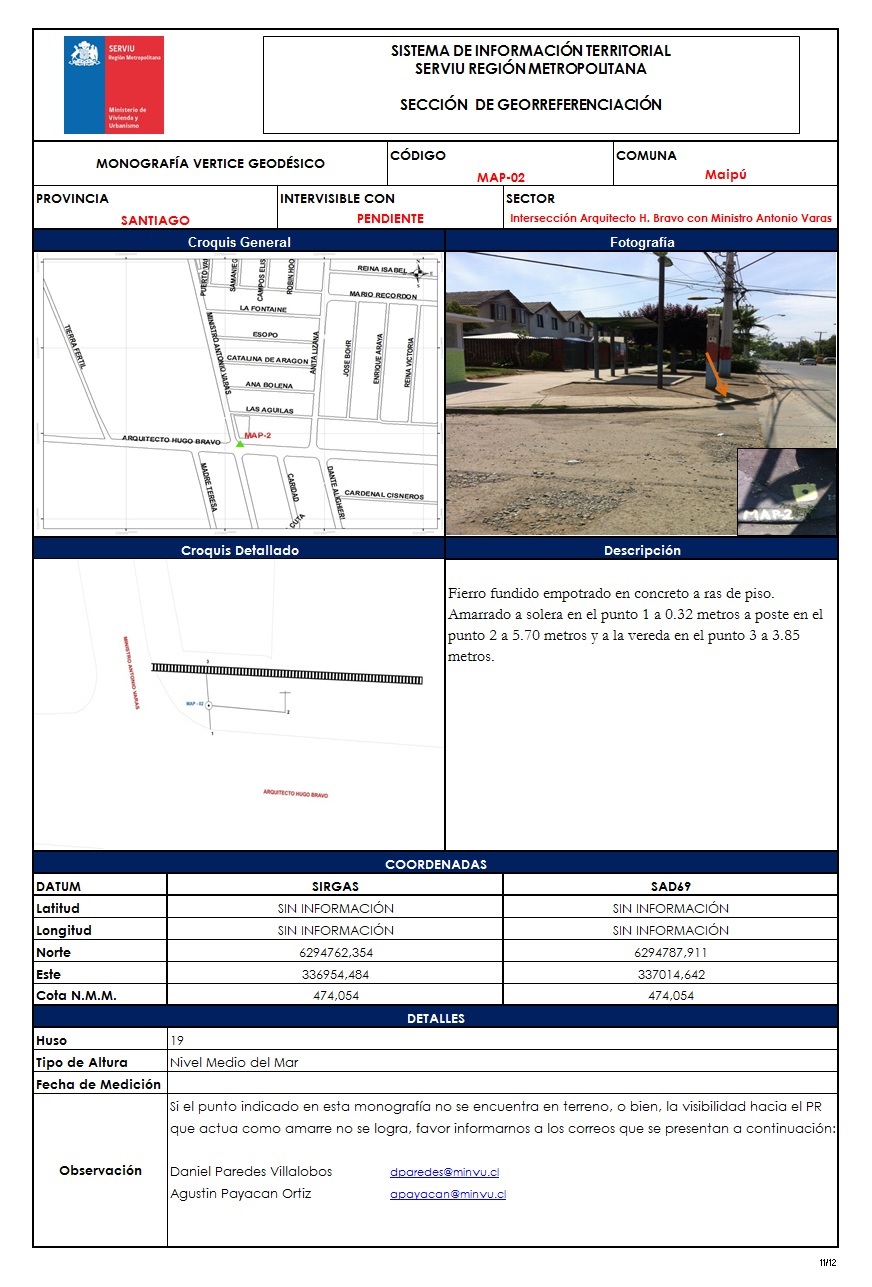 SERVIU
Región Metropolitana
Ministerio de
Vivienda y
Urbanismo
SISTEMA DE INFORMACIÓN TERRITORIAL
SERVIU REGIÓN METROPOLITANA
SECCIÓN DE GEORREFERENCIACIÓN
MONOGRAFÍA VERTICE GEODÉSICO
CÓDIGO
MAP-02
COMUNA
Maipú
PROVINCIA
SANTIAGO
INTERVISIBLE CON
PENDIENTE
SECTOR
Intersección Arquitecto H. Bravo con Ministro Antonio Varas
Croquis General
Fotografía
PUERTO VA
SAMANIEG
CAMPOS ELIS
ROBIN HOO
REINA ISABEL
MARIO RECORDON
LA FONTAINE
TIERRA FERTIL
MINISTRO ANTONIO VARAS
ESOPO
ANITA LIZANA
JOSE BOHR
ENRIQUE ARAYA
REINA VICTORIA
CATALINA DE ARAGON
ANA BOLENA
LAS AGUILAS
MAP-2
ARQUITECTO HUGO BRAVO
MADRE TERESA
CARIDAD
DANTE ALIGHIERI
CARDENAL CISNEROS
CUTA
MAP-2
Croquis Detallado
Descripción
MINISTRO ANTONIO VARAS
3
MAP - 02
2
1
ARQUITECTO HUGO BRAVO
Fierro fundido empotrado en concreto a ras de piso.
Amarrado a solera en el punto 1 a 0.32 metros a poste en el
punto 2 a 5.70 metros y a la vereda en el punto 3 a 3.85
metros.
COORDENADAS
DATUM SIRGAS SAD69
Latitud SIN INFORMACIÓN SIN INFORMACIÓN
Longitud SIN INFORMACIÓN SIN INFORMACIÓN
Norte 6294762,354 6294787,911
Este 336954,484 337014,642
Cota N.M.M. 474,054 474,054
DETALLES
Huso 19
Tipo de Altura Nivel Medio del Mar
Fecha de Medición
Observación
Si el punto indicado en esta monografía no se encuentra en terreno, o bien, la visibilidad hacia el PR
que actua como amarre no se logra, favor informarnos a los correos que se presentan a continuación:
Daniel Paredes Villalobos dparedes@minvu.cl
Agustin Payacan Ortiz apayacan@minvu.cl
11/12